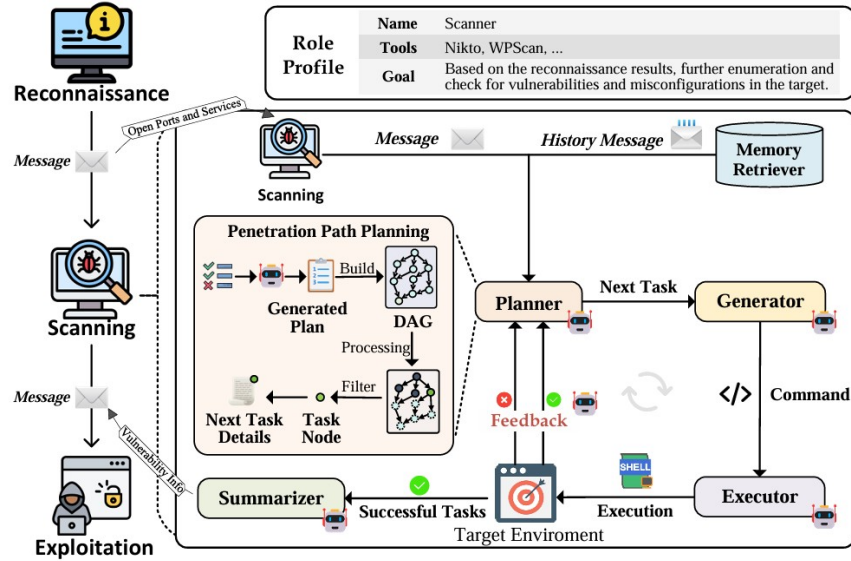 Role
Profile
Name
Scanner
Tools
Nikto, WPScan, ...
Goal
Based on the reconnaissance results, further enumeration and
check for vulnerabilities and misconfigurations in the target.
Reconnaissance
Open Ports and Services
Message
Message
History Message
Memory
Retriever
Scanning
Penetration Path Planning
Build
Generated
Plan
DAG
Processing
Filter
Next Task
Details
Task
Node
Planner
Next Task
Generator
Scanning
Feedback
</>
Command
Message
Vulnerability Info
SHELL
Summarizer
Successful Tasks
Execution
Executor
Target Enviroment
Exploitation